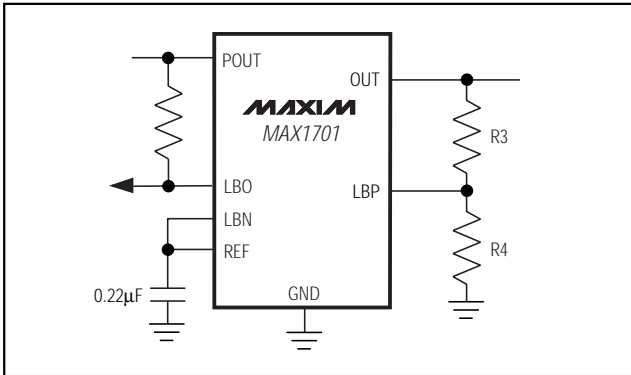 POUT
OUT
MAXIM
MAX1701
R3
LBO
LBP
LBN
REF
R4
0.22μF
GND